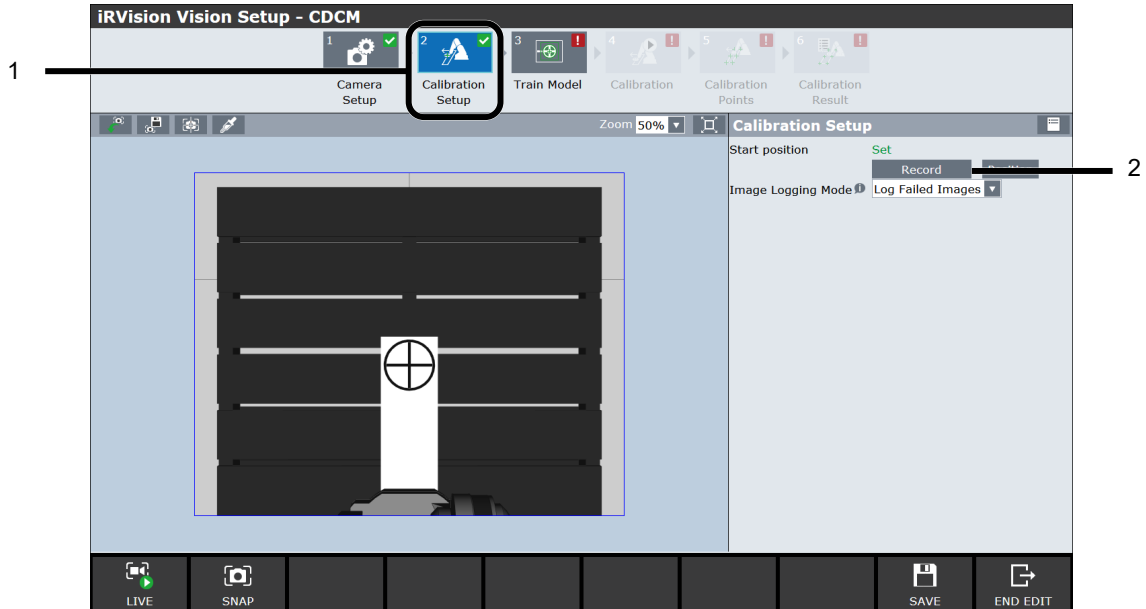 iRVision Vision Setup - CDCM
1
2
3
4
5
6
Camera Setup
Calibration Setup
Train Model
Calibration
Calibration Points
Calibration Result
1
Zoom 50%
Calibration Setup
Start position Set
Record
2
Image Logging Mode Log Failed Images
LIVE
SNAP
SAVE
END EDIT